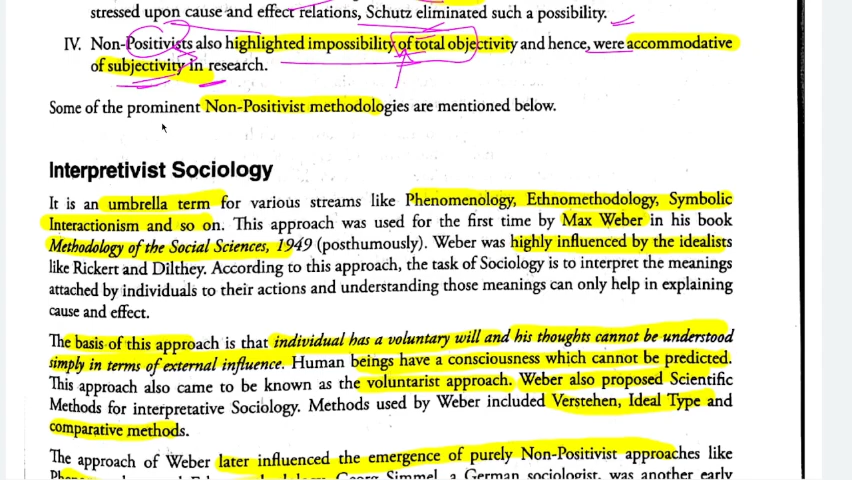 stressed upon cause and effect relations, Schutz eliminated such a possibility.
IV. Non-Positivists also highlighted impossibility of total objectivity and hence, were accommodative
of subjectivity in research.
Some of the prominent Non-Positivist methodologies are mentioned below.
Interpretivist Sociology
It is an umbrella term for various streams like Phenomenology, Ethnomethodology, Symbolic
Interactionism and so on. This approach was used for the first time by Max Weber in his book
Methodology of the Social Sciences, 1949 (posthumously). Weber was highly influenced by the idealists
like Rickert and Dilthey. According to this approach, the task of Sociology is to interpret the meanings
attached by individuals to their actions and understanding those meanings can only help in explaining
cause and effect.
The basis of this approach is that individual has a voluntary will and his thoughts cannot be understood
simply in terms of external influence. Human beings have a consciousness which cannot be predicted.
This approach also came to be known as the voluntarist approach. Weber also proposed Scientific
Methods for interpretative Sociology. Methods used by Weber included Verstehen, Ideal Type and
comparative methods.
The approach of Weber later influenced the emergence of purely Non-Positivist approaches like
Georg Simmel, a German sociologist, was another early